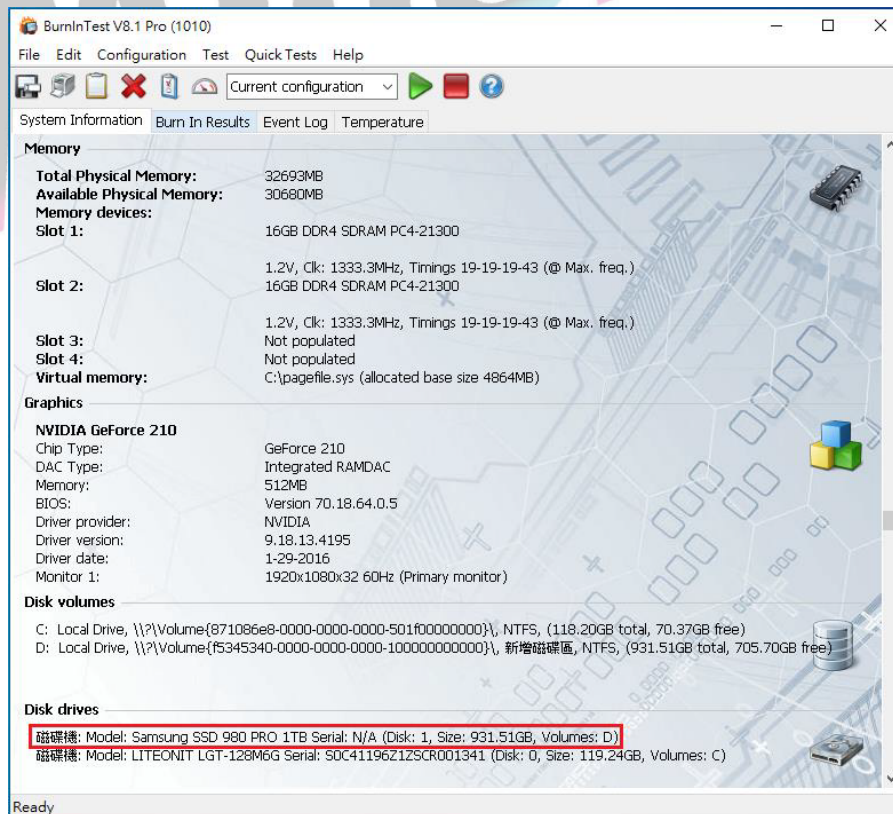 BurnInTest V8.1 Pro (1010)
File Edit Configuration Test Quick Tests Help
Current configuration
System Information Burn In Results Event Log Temperature
Memory
Total Physical Memory: 32693MB
Available Physical Memory: 30680MB
Memory devices:
Slot 1: 16GB DDR4 SDRAM PC4-21300
1.2V, Clk: 1333.3MHz, Timings 19-19-19-43 (@ Max. freq.)
Slot 2: 16GB DDR4 SDRAM PC4-21300
1.2V, Clk: 1333.3MHz, Timings 19-19-19-43 (@ Max. freq.)
Slot 3: Not populated
Slot 4: Not populated
Virtual memory: C:\pagefile.sys (allocated base size 4864MB)
Graphics
NVIDIA GeForce 210
Chip Type: GeForce 210
DAC Type: Integrated RAMDAC
Memory: 512MB
BIOS: Version 70.18.64.0.5
Driver provider: NVIDIA
Driver version: 9.18.13.4195
Driver date: 1-29-2016
Monitor 1: 1920x1080x32 60Hz (Primary monitor)
Disk volumes
C: Local Drive, \\?\Volume{871086e8-0000-0000-0000-501f00000000}\, NTFS, (118.20GB total, 70.37GB free)
D: Local Drive, \\?\Volume{f5345340-0000-0000-0000-100000000000}\, 新增磁碟區, NTFS, (931.51GB total, 705.70GB free)
Disk drives
磁碟機: Model: Samsung SSD 980 PRO 1TB Serial: N/A (Disk: 1, Size: 931.51GB, Volumes: D)
磁碟機: Model: LITEONIT LGT-128M6G Serial: S0C41196Z1ZSCR001341 (Disk: 0, Size: 119.24GB, Volumes: C)
Ready